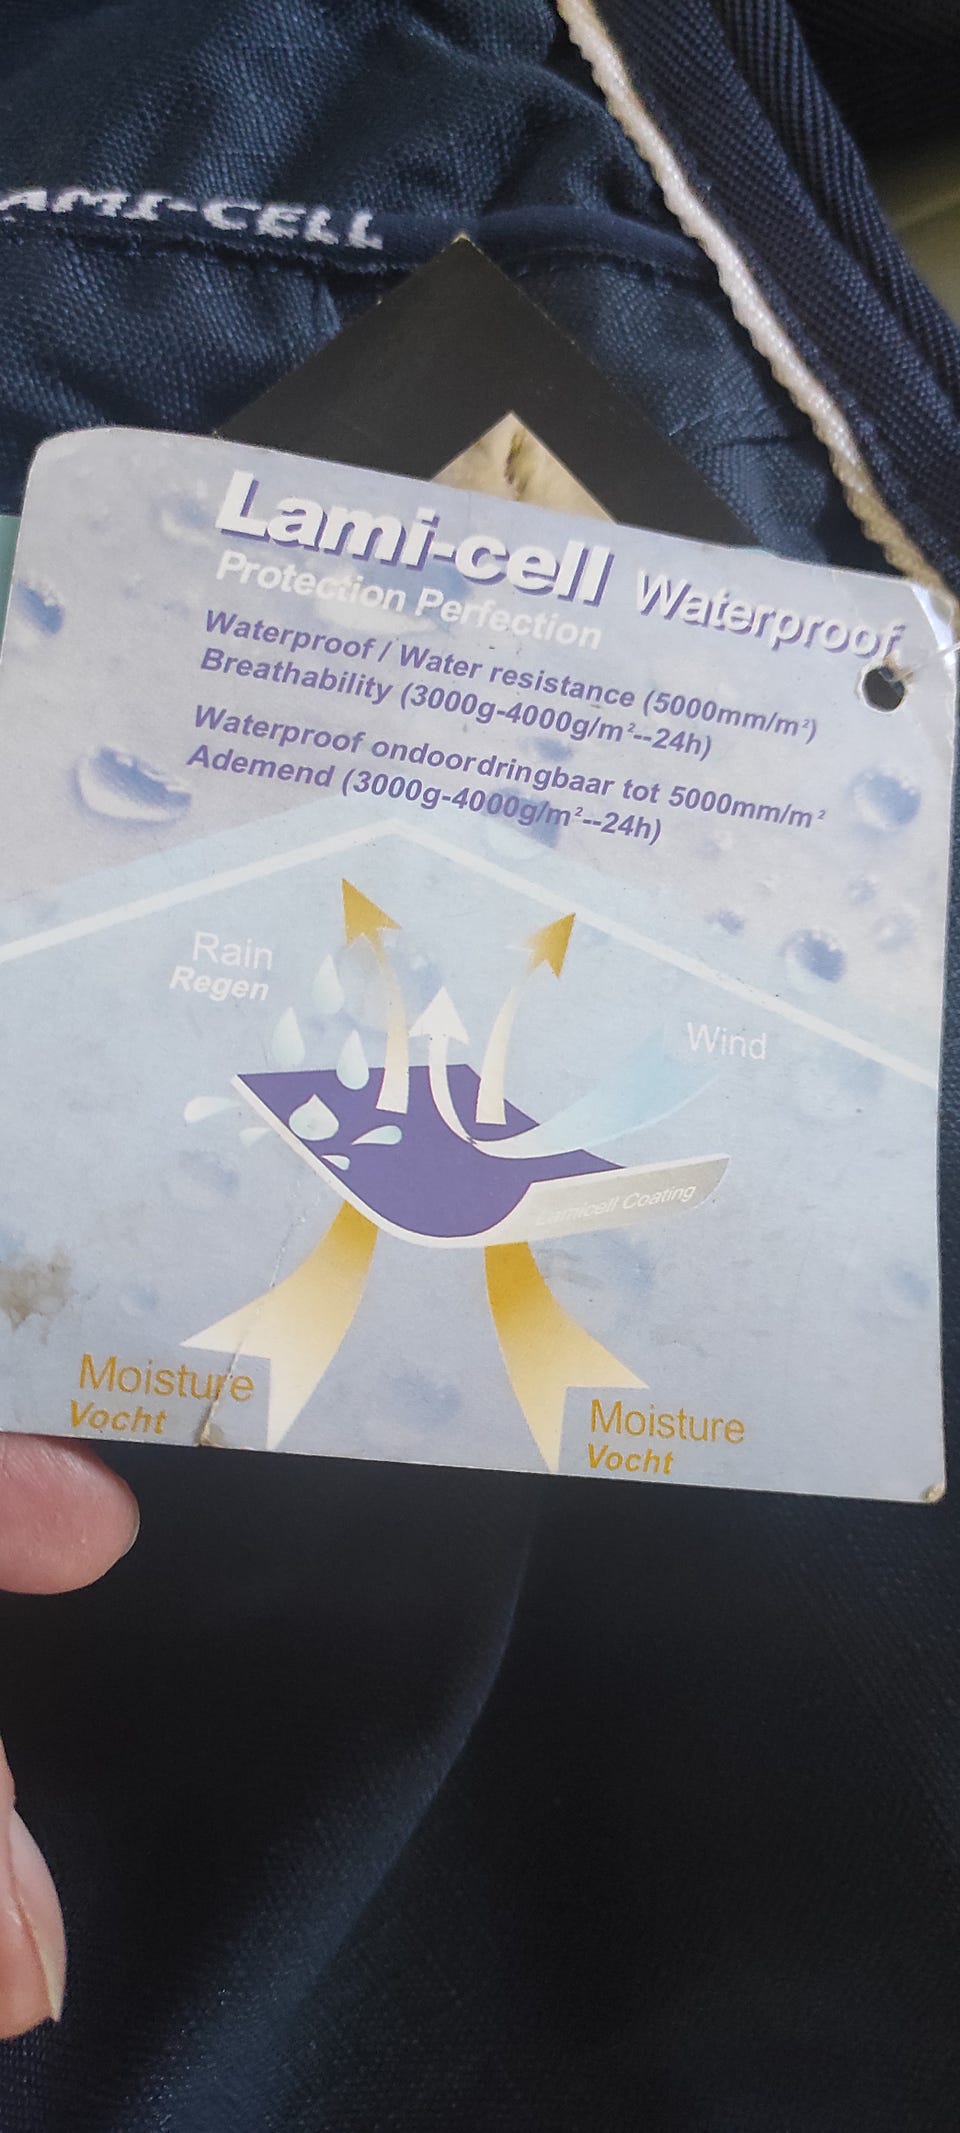 AMI-CELL
Lami-cell Waterproof
Protection Perfection
Waterproof / Water resistance (5000mm/m²)
Breathability (3000g-4000g/m²--24h)
Waterproof ondoordringbaar tot 5000mm/m²
Ademend (3000g-4000g/m²--24h)
Rain
Regen
Wind
Lamicell Coating
Moisture
Vocht
Moisture
Vocht